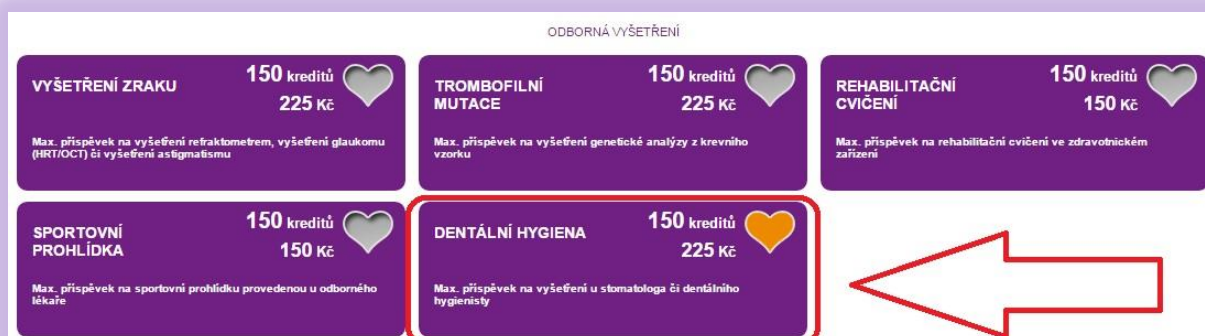 ODBORNÁ VYŠETŘENÍ
VYŠETŘENÍ ZRAKU
150 kreditů
225 Kč
Max. příspěvek na vyšetření refraktometrem, vyšetření glaukomu
(HRT/OCT) či vyšetření astigmatismu
TROMBOFILNÍ
MUTACE
150 kreditů
225 Kč
Max. příspěvek na vyšetření genetické analýzy z krevního
vzorku
REHABILITAČNÍ
CVIČENÍ
150 kreditů
150 Kč
Max. příspěvek na rehabilitační cvičení ve zdravotnickém
zařízení
SPORTOVNÍ
PROHLÍDKA
150 kreditů
150 Kč
Max. příspěvek na sportovní prohlídku provedenou u odborného
lékaře
DENTÁLNÍ HYGIENA
150 kreditů
225 Kč
Max. příspěvek na vyšetření u stomatologa či dentálního
hygienisty